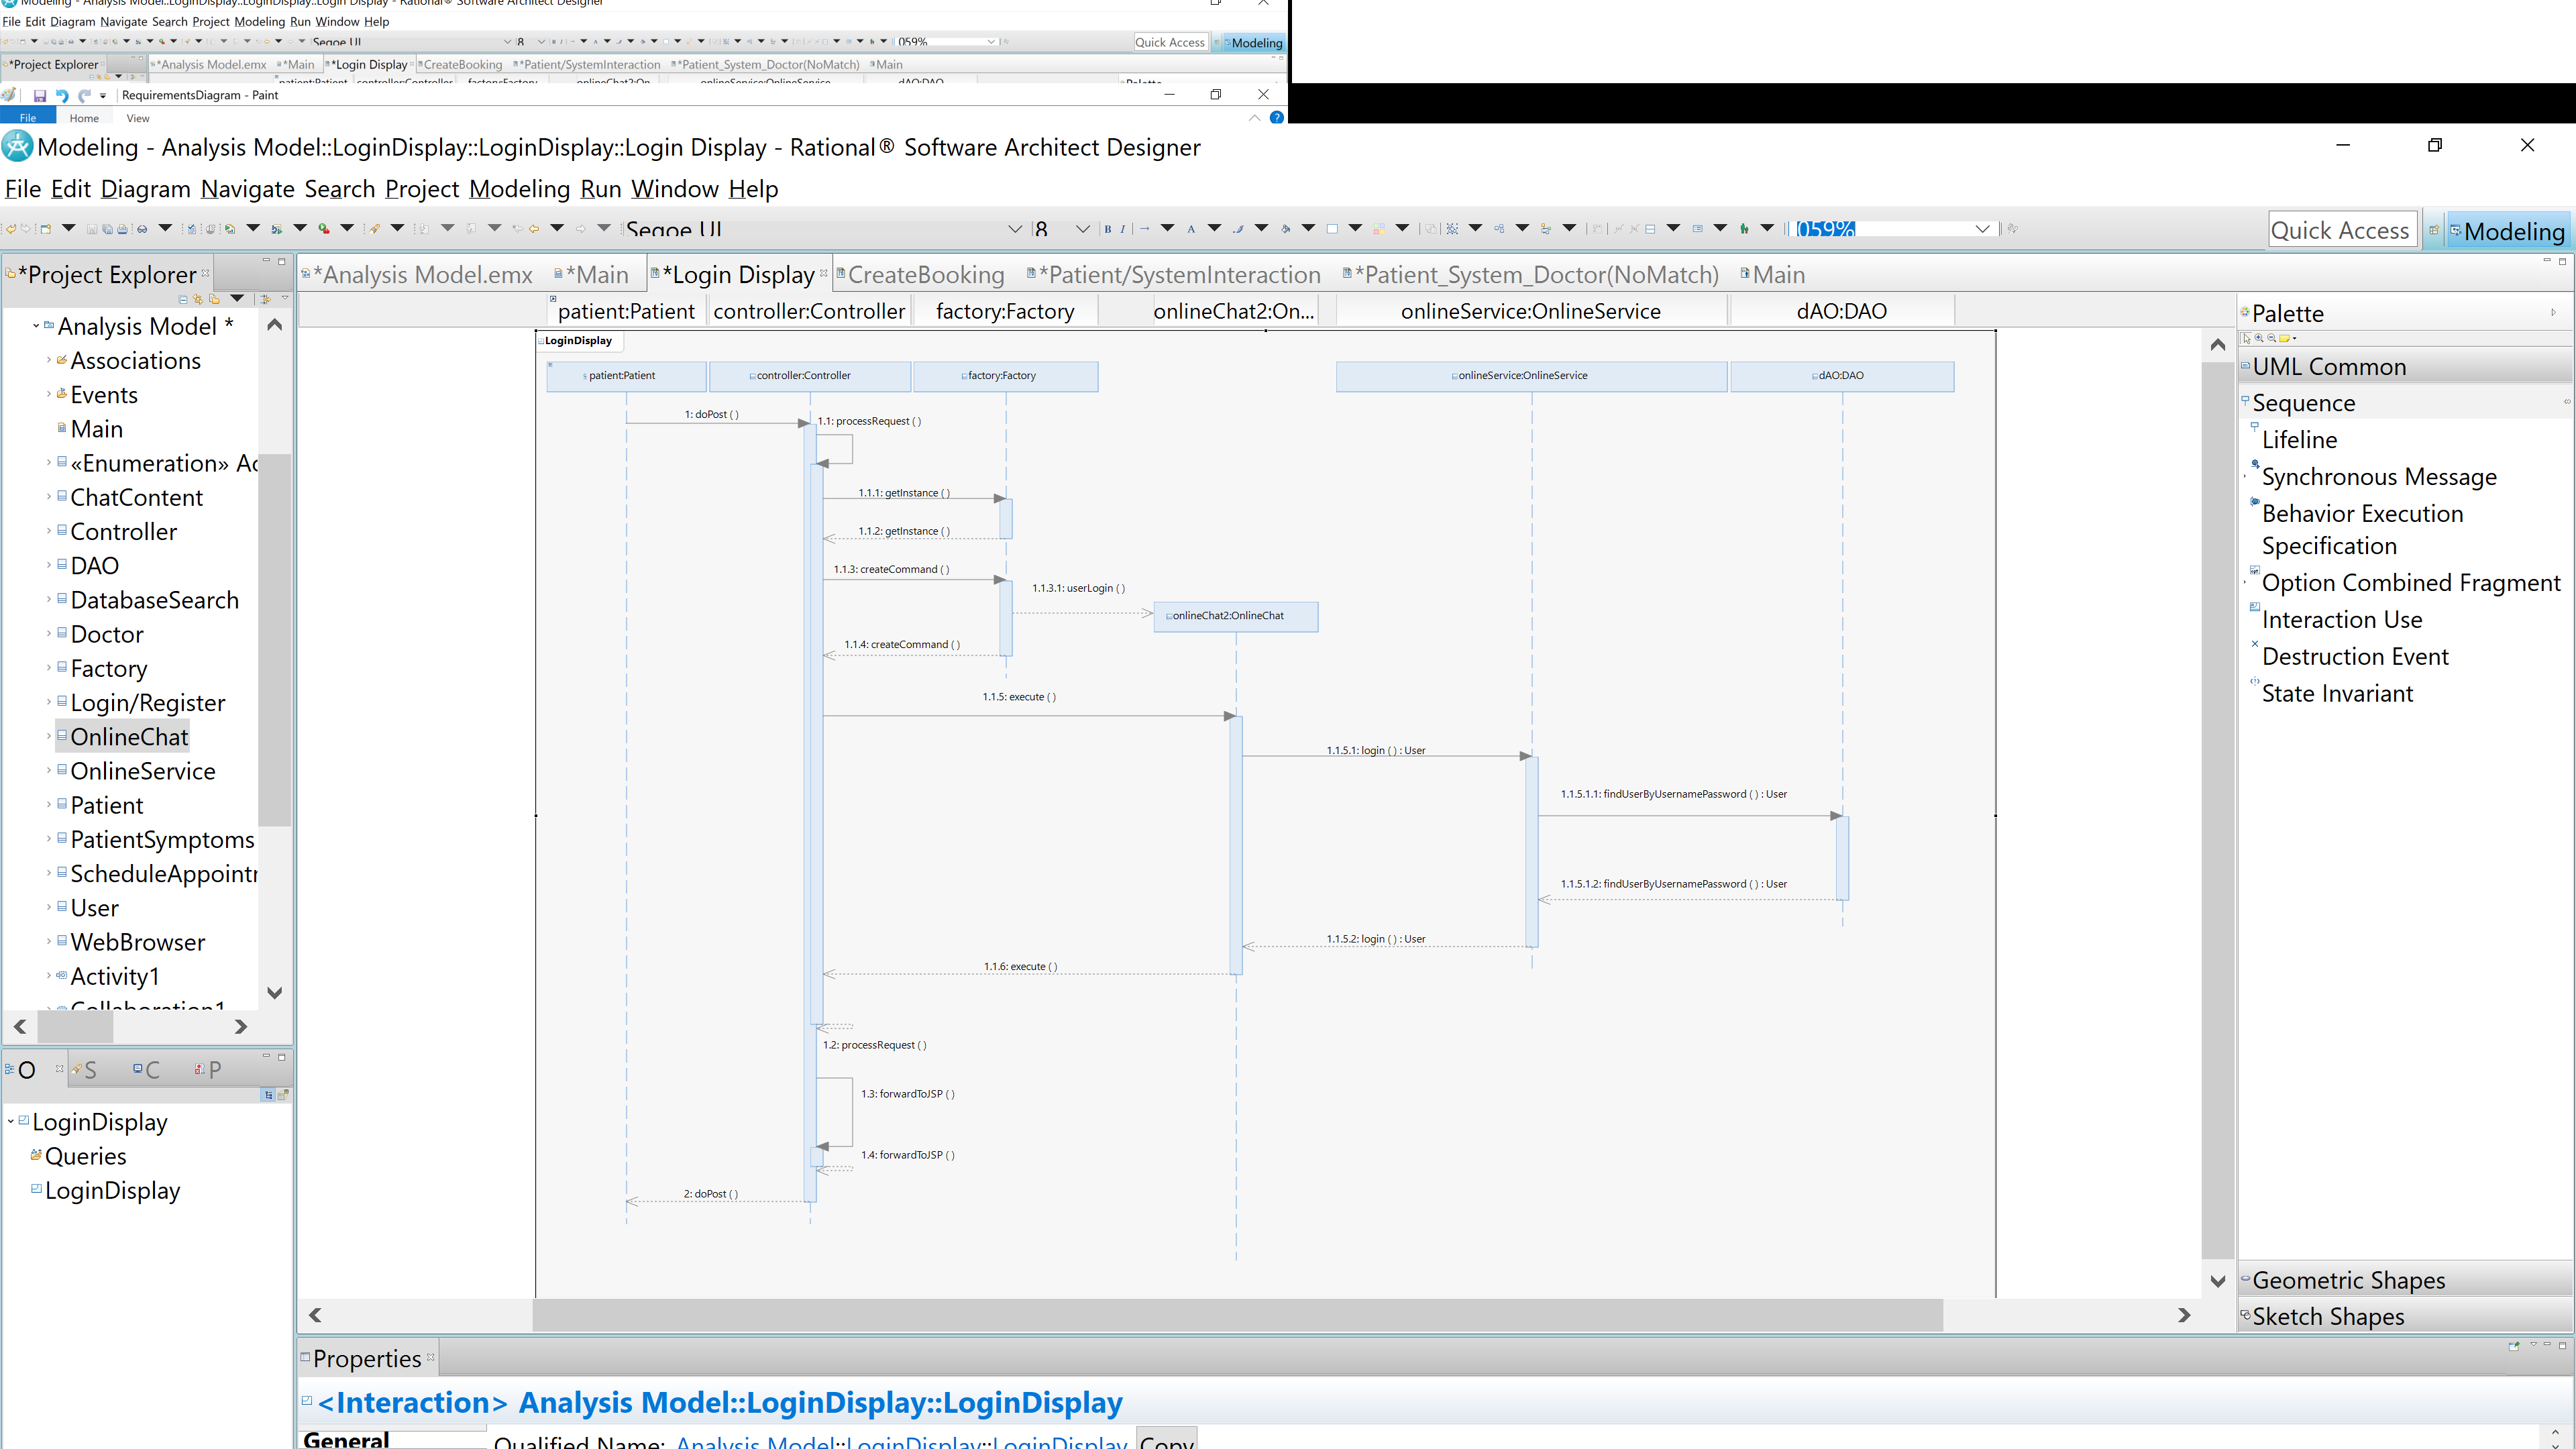 Modeling - Analysis Model::LoginDisplay::LoginDisplay::Login Display - Rational® Software Architect Designer
File Edit Diagram Navigate Search Project Modeling Run Window Help
Segoe UI 8 059% Quick Access Modeling
*Project Explorer *Analysis Model.emx *Main *Login Display CreateBooking *Patient/SystemInteraction *Patient_System_Doctor(NoMatch) Main
patient:Patient controller:Controller factory:Factory onlineChat2:On... onlineService:OnlineService dAO:DAO Palette
RequirementsDiagram - Paint
File Home View
Modeling - Analysis Model::LoginDisplay::LoginDisplay::Login Display - Rational® Software Architect Designer
File Edit Diagram Navigate Search Project Modeling Run Window Help
Segoe UI 8 B I A 059% Quick Access Modeling
*Project Explorer
*Analysis Model.emx *Main *Login Display CreateBooking *Patient/SystemInteraction *Patient_System_Doctor(NoMatch) Main
Analysis Model *
Associations
Events
Main
«Enumeration» Ac
ChatContent
Controller
DAO
DatabaseSearch
Doctor
Factory
Login/Register
OnlineChat
OnlineService
Patient
PatientSymptoms
ScheduleAppointr
User
WebBrowser
Activity1
Collaboration1
O S C P
LoginDisplay
Queries
LoginDisplay
patient:Patient controller:Controller factory:Factory onlineChat2:On... onlineService:OnlineService dAO:DAO
LoginDisplay
patient:Patient controller:Controller factory:Factory onlineService:OnlineService dAO:DAO
1: doPost ( )
1.1: processRequest ( )
1.1.1: getInstance ( )
1.1.2: getInstance ( )
1.1.3: createCommand ( )
1.1.3.1: userLogin ( )
onlineChat2:OnlineChat
1.1.4: createCommand ( )
1.1.5: execute ( )
1.1.5.1: login ( ) : User
1.1.5.1.1: findUserByUsernamePassword ( ) : User
1.1.5.1.2: findUserByUsernamePassword ( ) : User
1.1.5.2: login ( ) : User
1.1.6: execute ( )
1.2: processRequest ( )
1.3: forwardToJSP ( )
1.4: forwardToJSP ( )
2: doPost ( )
Palette
UML Common
Sequence
Lifeline
Synchronous Message
Behavior Execution
Specification
Option Combined Fragment
Interaction Use
Destruction Event
State Invariant
Geometric Shapes
Sketch Shapes
Properties
<Interaction> Analysis Model::LoginDisplay::LoginDisplay
General
Qualified Name: Analysis Model::LoginDisplay::LoginDisplay Copy